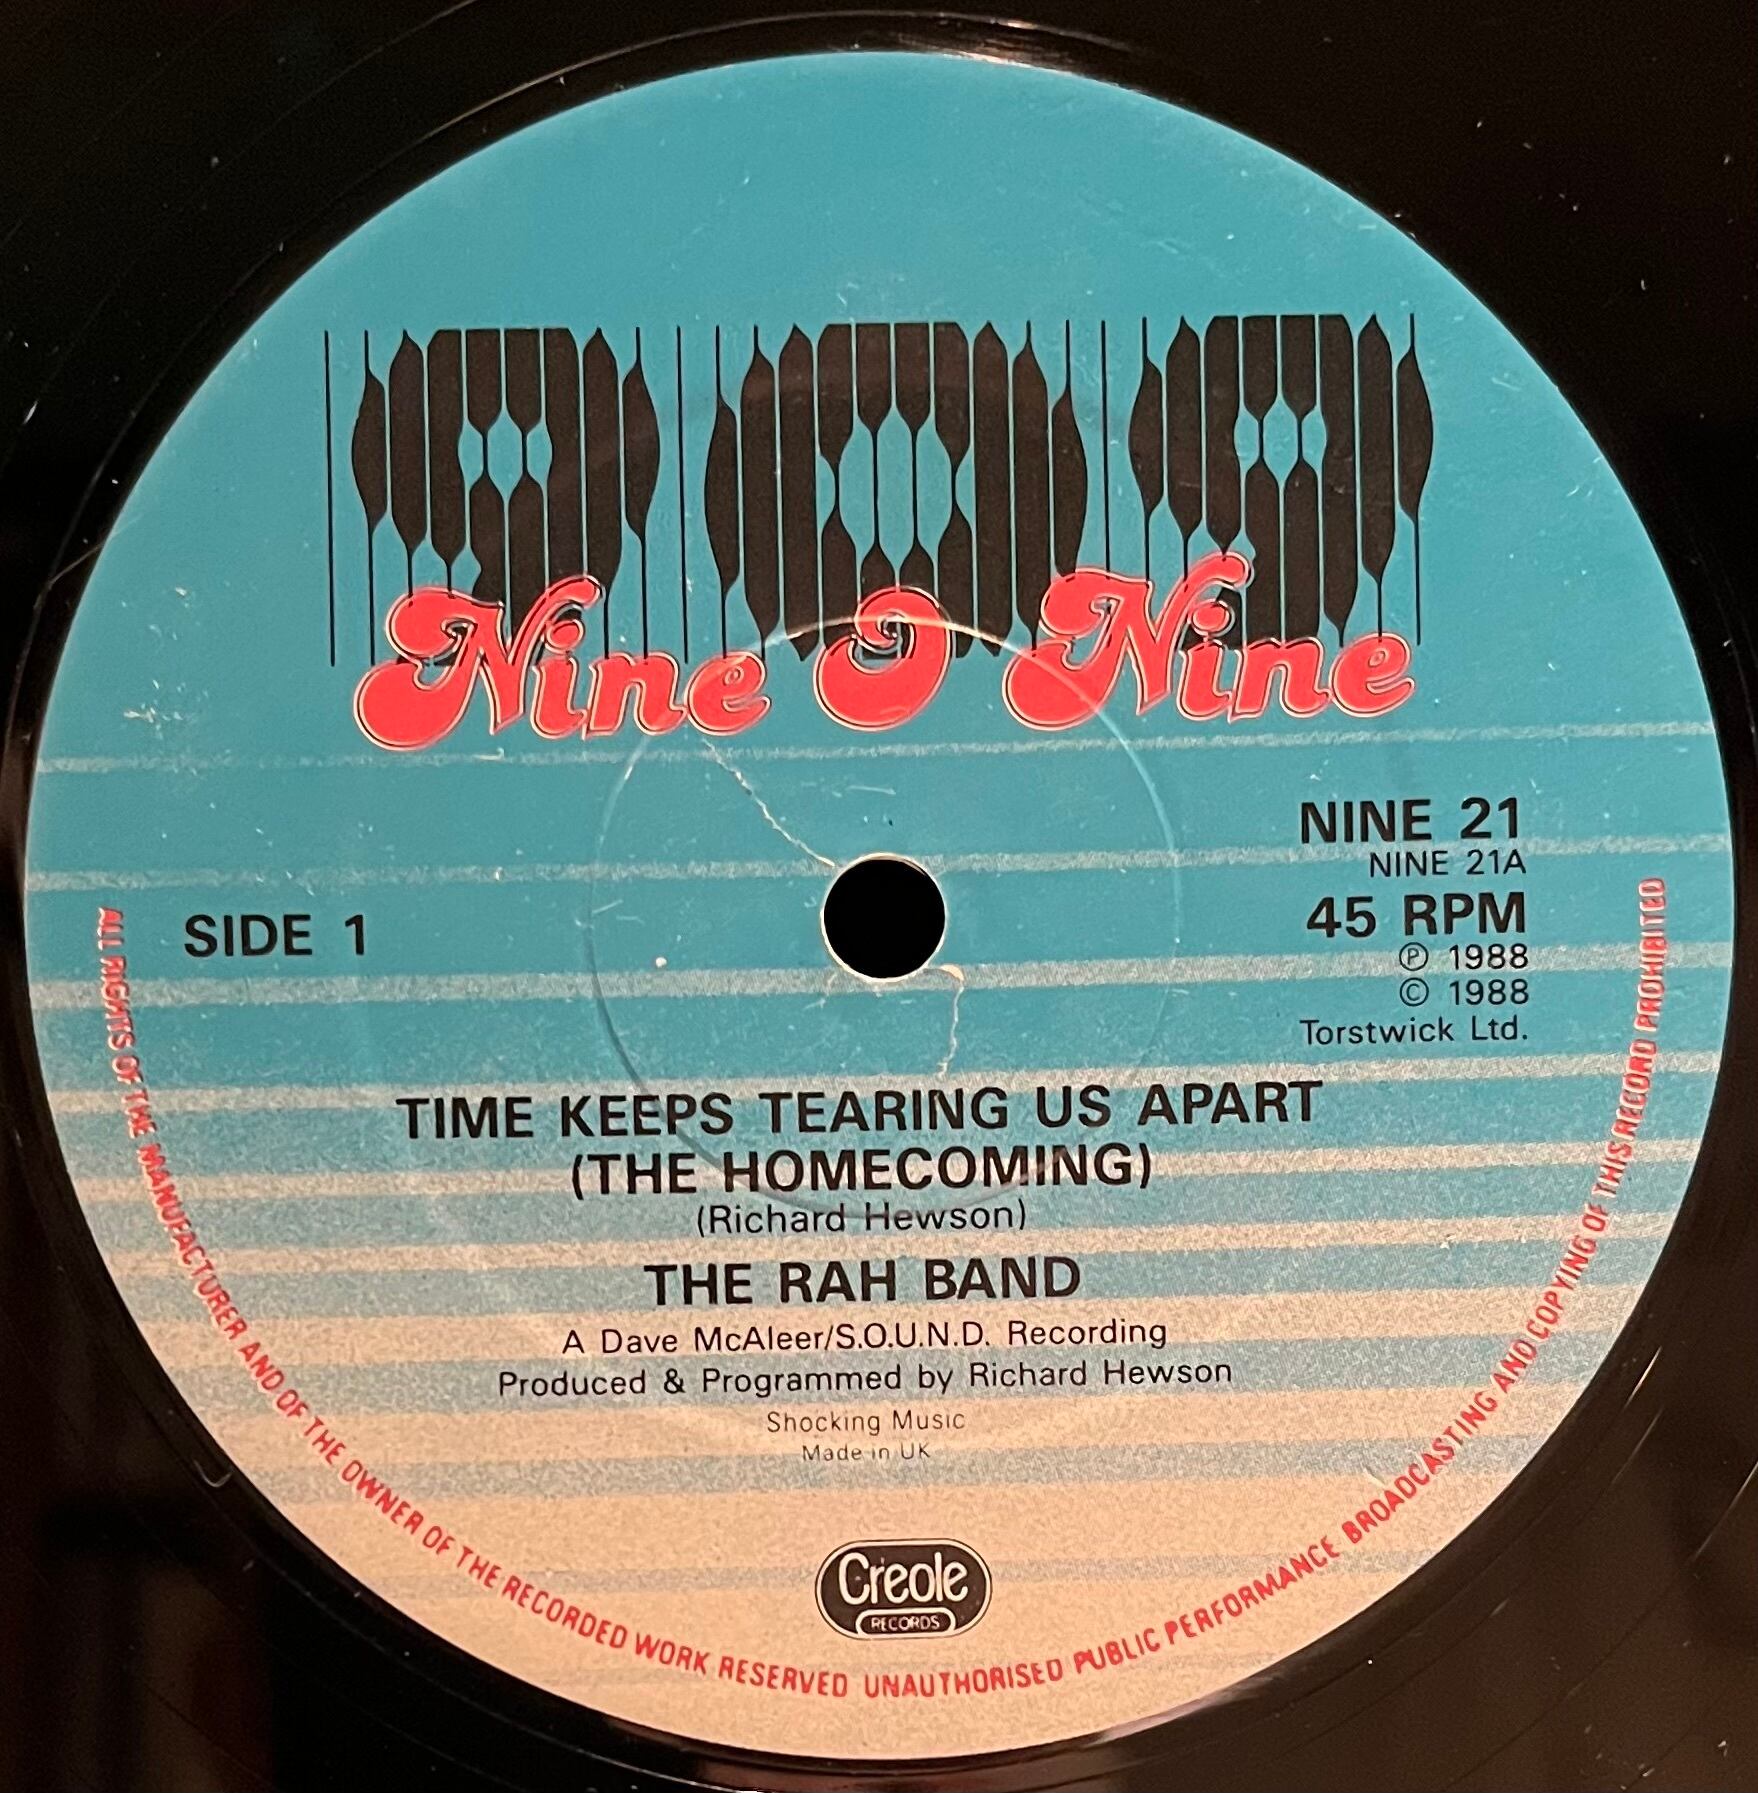 909
Nine O Nine
NINE 21
NINE 21A
45 RPM
SIDE 1
℗ 1988
© 1988
Torstwick Ltd.
TIME KEEPS TEARING US APART
(THE HOMECOMING)
(Richard Hewson)
THE RAH BAND
A Dave McAleer/S.O.U.N.D. Recording
Produced & Programmed by Richard Hewson
Shocking Music
Made in UK
Creole
RECORDS
ALL RIGHTS OF THE MANUFACTURER AND OF THE OWNER OF THE RECORDED WORK RESERVED UNAUTHORISED PUBLIC PERFORMANCE BROADCASTING AND COPYING OF THIS RECORD PROHIBITED